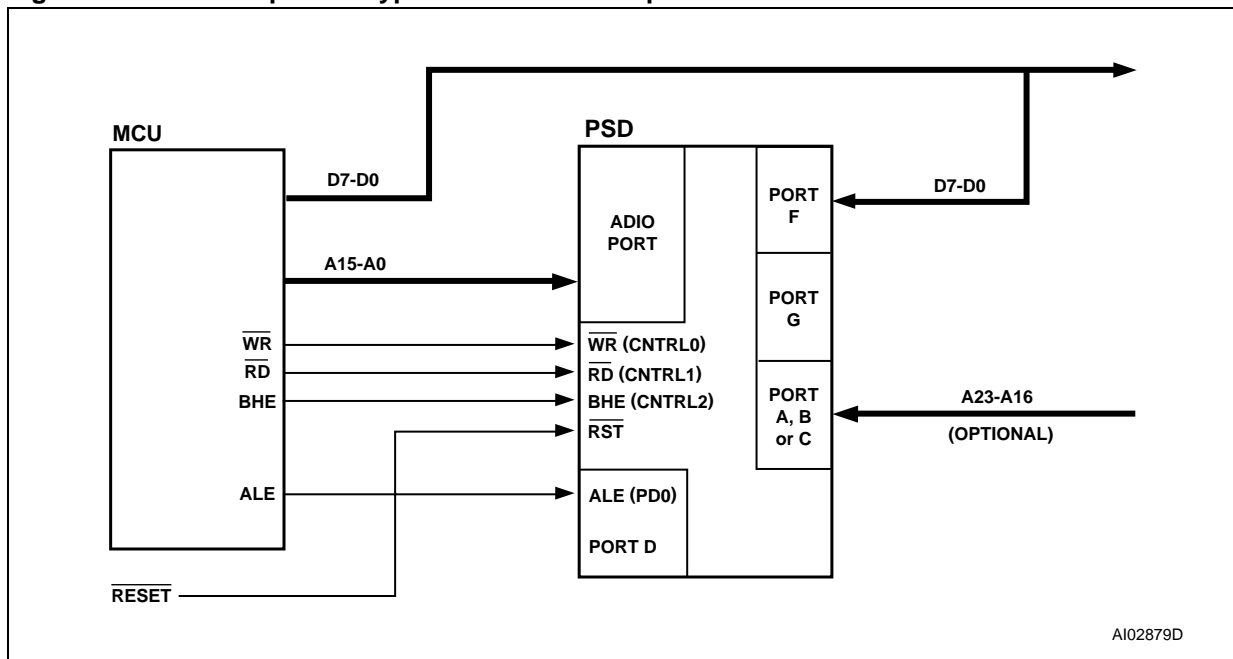 MCU
PSD
D7-D0
D7-D0
ADIO
PORT
PORT
F
A15-A0
PORT
G
WR
WR (CNTRL0)
RD
RD (CNTRL1)
BHE
BHE (CNTRL2)
RST
PORT
A, B
or C
A23-A16
(OPTIONAL)
ALE
ALE (PD0)
PORT D
RESET
AI02879D